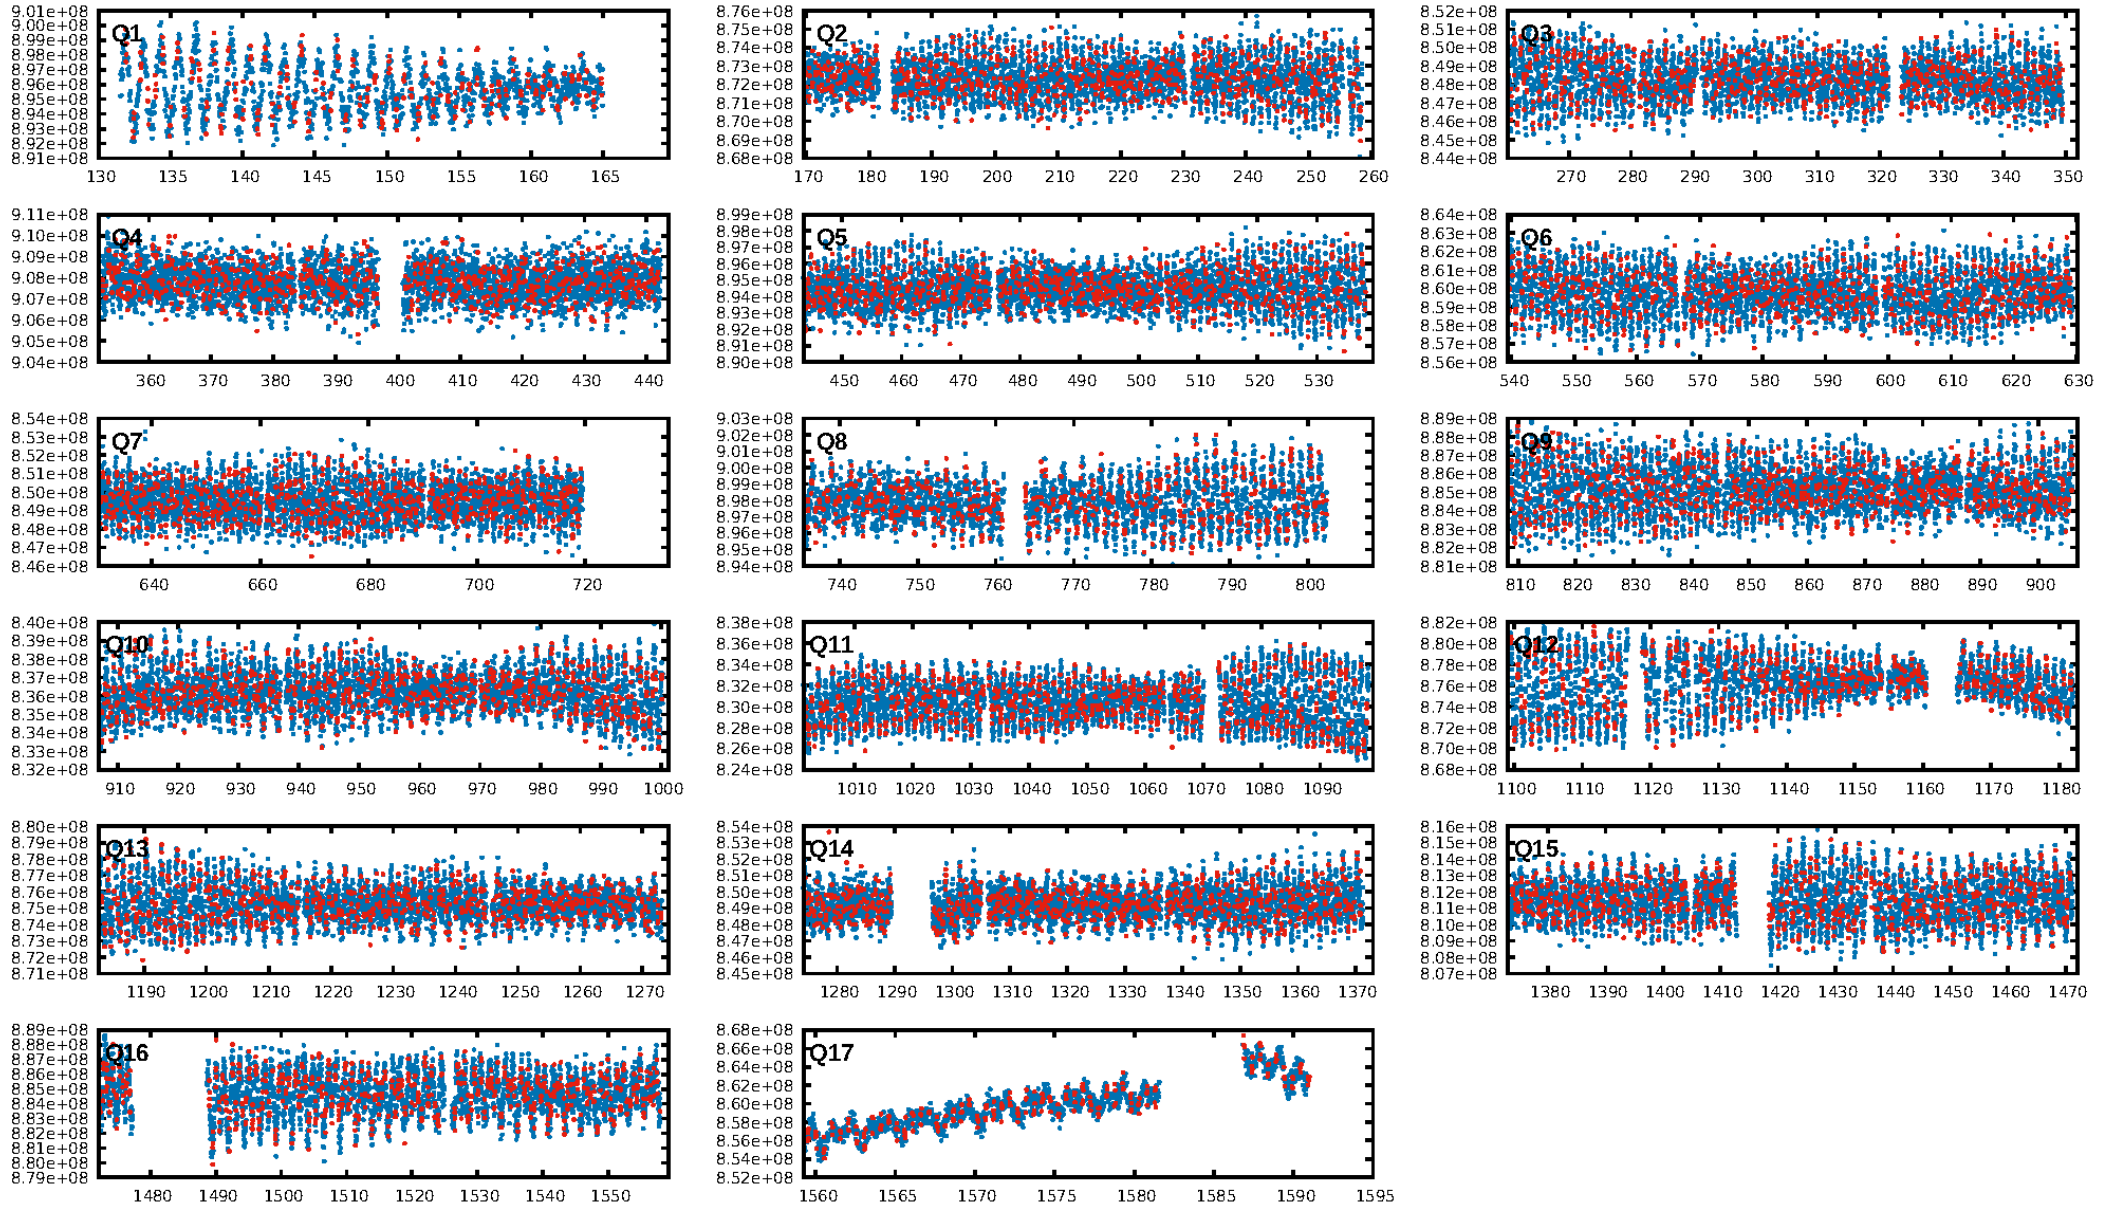 9.01e+08
9.00e+08
8.99e+08
8.98e+08
8.97e+08
8.96e+08
8.95e+08
8.94e+08
8.93e+08
8.92e+08
8.91e+08
Q1
130 135 140 145 150 155 160 165
8.76e+08
8.75e+08
8.74e+08
8.73e+08
8.72e+08
8.71e+08
8.70e+08
8.69e+08
8.68e+08
Q2
170 180 190 200 210 220 230 240 250 260
8.52e+08
8.51e+08
8.50e+08
8.49e+08
8.48e+08
8.47e+08
8.46e+08
8.45e+08
8.44e+08
Q3
270 280 290 300 310 320 330 340 350
9.11e+08
9.10e+08
9.09e+08
9.08e+08
9.07e+08
9.06e+08
9.05e+08
9.04e+08
Q4
360 370 380 390 400 410 420 430 440
8.99e+08
8.98e+08
8.97e+08
8.96e+08
8.95e+08
8.94e+08
8.93e+08
8.92e+08
8.91e+08
8.90e+08
Q5
450 460 470 480 490 500 510 520 530
8.64e+08
8.63e+08
8.62e+08
8.61e+08
8.60e+08
8.59e+08
8.58e+08
8.57e+08
8.56e+08
Q6
540 550 560 570 580 590 600 610 620 630
8.54e+08
8.53e+08
8.52e+08
8.51e+08
8.50e+08
8.49e+08
8.48e+08
8.47e+08
8.46e+08
Q7
640 660 680 700 720
9.03e+08
9.02e+08
9.01e+08
9.00e+08
8.99e+08
8.98e+08
8.97e+08
8.96e+08
8.95e+08
8.94e+08
Q8
740 750 760 770 780 790 800
8.89e+08
8.88e+08
8.87e+08
8.86e+08
8.85e+08
8.84e+08
8.83e+08
8.82e+08
8.81e+08
Q9
810 820 830 840 850 860 870 880 890 900
8.40e+08
8.39e+08
8.38e+08
8.37e+08
8.36e+08
8.35e+08
8.34e+08
8.33e+08
8.32e+08
Q10
910 920 930 940 950 960 970 980 990 1000
8.38e+08
8.36e+08
8.34e+08
8.32e+08
8.30e+08
8.28e+08
8.26e+08
8.24e+08
Q11
1010 1020 1030 1040 1050 1060 1070 1080 1090
8.82e+08
8.80e+08
8.78e+08
8.76e+08
8.74e+08
8.72e+08
8.70e+08
8.68e+08
Q12
1100 1110 1120 1130 1140 1150 1160 1170 1180
8.80e+08
8.79e+08
8.78e+08
8.77e+08
8.76e+08
8.75e+08
8.74e+08
8.73e+08
8.72e+08
8.71e+08
Q13
1190 1200 1210 1220 1230 1240 1250 1260 1270
8.54e+08
8.53e+08
8.52e+08
8.51e+08
8.50e+08
8.49e+08
8.48e+08
8.47e+08
8.46e+08
8.45e+08
Q14
1280 1290 1300 1310 1320 1330 1340 1350 1360 1370
8.16e+08
8.15e+08
8.14e+08
8.13e+08
8.12e+08
8.11e+08
8.10e+08
8.09e+08
8.08e+08
8.07e+08
Q15
1380 1390 1400 1410 1420 1430 1440 1450 1460 1470
8.89e+08
8.88e+08
8.87e+08
8.86e+08
8.85e+08
8.84e+08
8.83e+08
8.82e+08
8.81e+08
8.80e+08
8.79e+08
Q16
1480 1490 1500 1510 1520 1530 1540 1550
8.68e+08
8.66e+08
8.64e+08
8.62e+08
8.60e+08
8.58e+08
8.56e+08
8.54e+08
8.52e+08
Q17
1560 1565 1570 1575 1580 1585 1590 1595